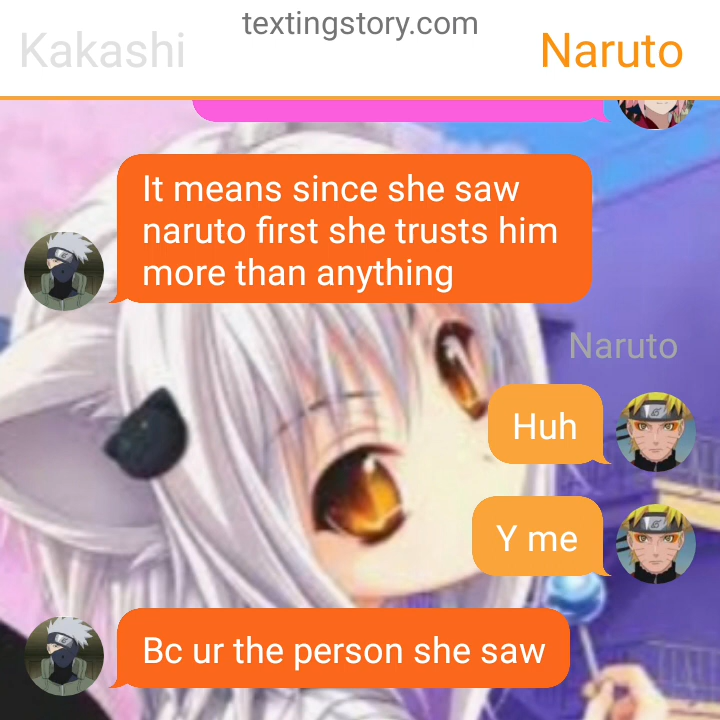 textingstory.com
Kakashi
Naruto
It means since she saw
naruto first she trusts him
more than anything
Naruto
Huh
Y me
Bc ur the person she saw